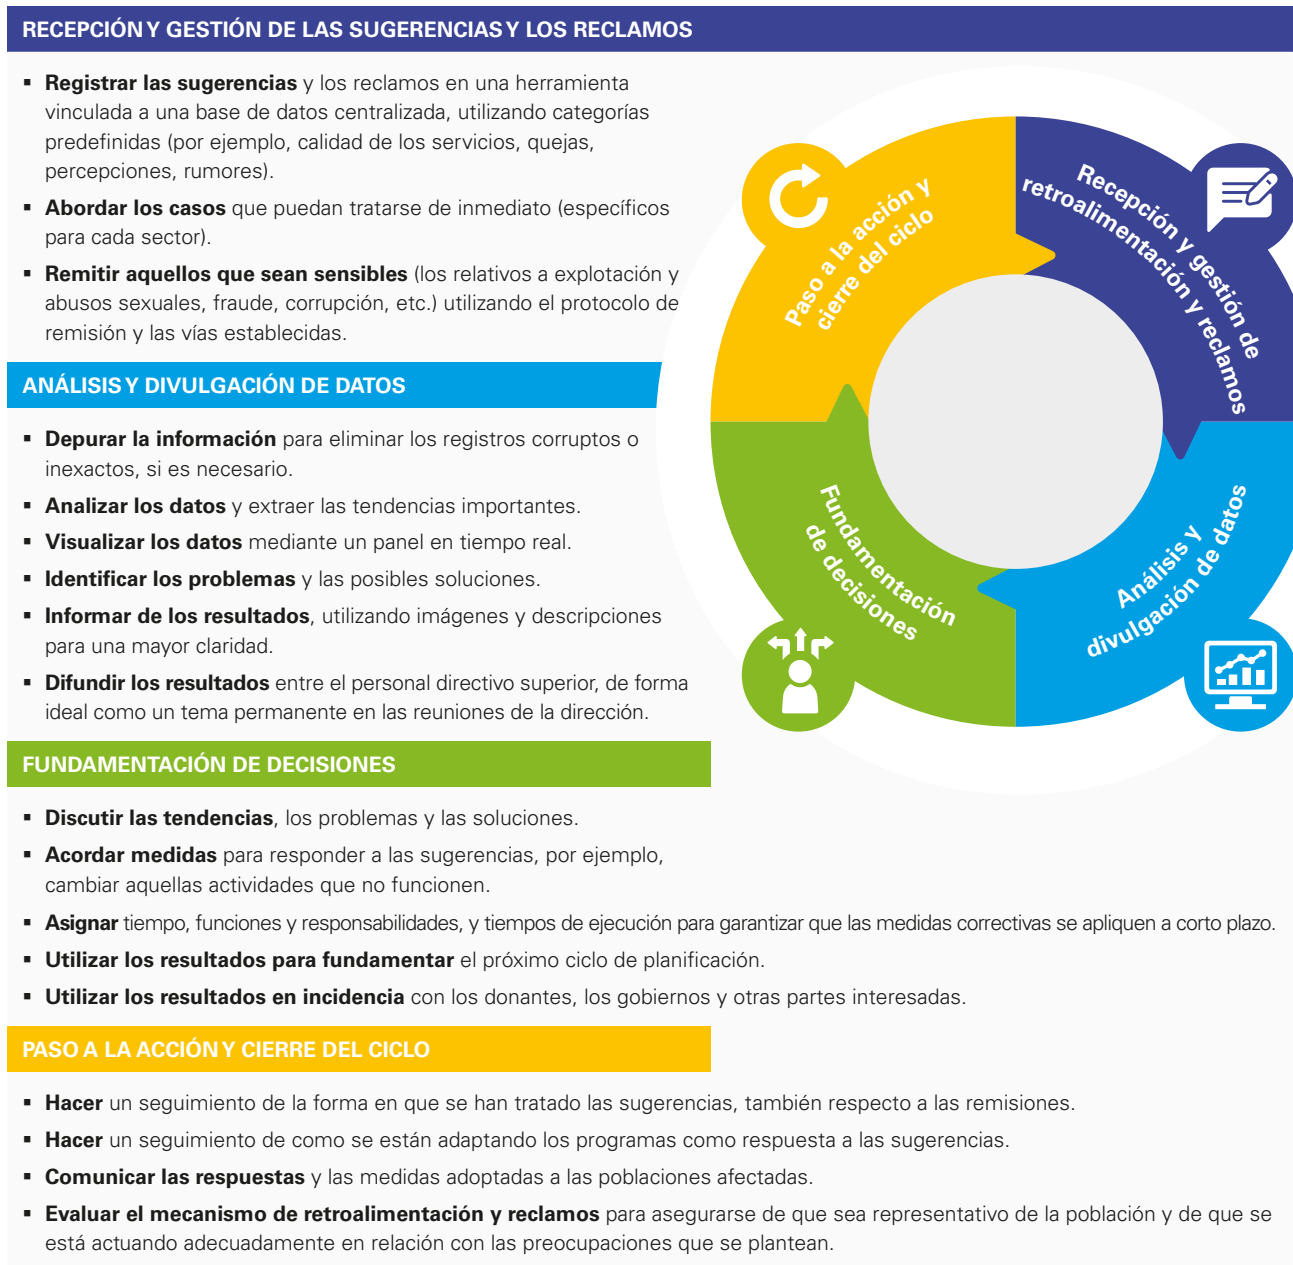 RECEPCIÓN Y GESTIÓN DE LAS SUGERENCIAS Y LOS RECLAMOS
▪ Registrar las sugerencias y los reclamos en una herramienta
vinculada a una base de datos centralizada, utilizando categorías
predefinidas (por ejemplo, calidad de los servicios, quejas,
percepciones, rumores).
▪ Abordar los casos que puedan tratarse de inmediato (específicos
para cada sector).
▪ Remitir aquellos que sean sensibles (los relativos a explotación y
abusos sexuales, fraude, corrupción, etc.) utilizando el protocolo de
remisión y las vías establecidas.
ANÁLISIS Y DIVULGACIÓN DE DATOS
▪ Depurar la información para eliminar los registros corruptos o
inexactos, si es necesario.
▪ Analizar los datos y extraer las tendencias importantes.
▪ Visualizar los datos mediante un panel en tiempo real.
▪ Identificar los problemas y las posibles soluciones.
▪ Informar de los resultados, utilizando imágenes y descripciones
para una mayor claridad.
▪ Difundir los resultados entre el personal directivo superior, de forma
ideal como un tema permanente en las reuniones de la dirección.
Paso a la acción y
cierre del ciclo
Recepción y gestión de
retroalimentación y reclamos
Fundamentación
de decisiones
Análisis y
divulgación de datos
FUNDAMENTACIÓN DE DECISIONES
▪ Discutir las tendencias, los problemas y las soluciones.
▪ Acordar medidas para responder a las sugerencias, por ejemplo,
cambiar aquellas actividades que no funcionen.
▪ Asignar tiempo, funciones y responsabilidades, y tiempos de ejecución para garantizar que las medidas correctivas se apliquen a corto plazo.
▪ Utilizar los resultados para fundamentar el próximo ciclo de planificación.
▪ Utilizar los resultados en incidencia con los donantes, los gobiernos y otras partes interesadas.
PASO A LA ACCIÓN Y CIERRE DEL CICLO
▪ Hacer un seguimiento de la forma en que se han tratado las sugerencias, también respecto a las remisiones.
▪ Hacer un seguimiento de como se están adaptando los programas como respuesta a las sugerencias.
▪ Comunicar las respuestas y las medidas adoptadas a las poblaciones afectadas.
▪ Evaluar el mecanismo de retroalimentación y reclamos para asegurarse de que sea representativo de la población y de que se
está actuando adecuadamente en relación con las preocupaciones que se plantean.